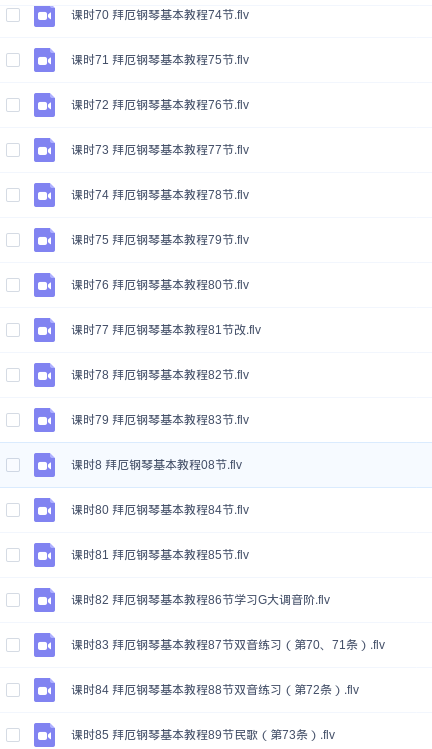 课时70 拜厄钢琴基本教程74节.flv
课时71 拜厄钢琴基本教程75节.flv
课时72 拜厄钢琴基本教程76节.flv
课时73 拜厄钢琴基本教程77节.flv
课时74 拜厄钢琴基本教程78节.flv
课时75 拜厄钢琴基本教程79节.flv
课时76 拜厄钢琴基本教程80节.flv
课时77 拜厄钢琴基本教程81节改.flv
课时78 拜厄钢琴基本教程82节.flv
课时79 拜厄钢琴基本教程83节.flv
课时8 拜厄钢琴基本教程08节.flv
课时80 拜厄钢琴基本教程84节.flv
课时81 拜厄钢琴基本教程85节.flv
课时82 拜厄钢琴基本教程86节学习G大调音阶.flv
课时83 拜厄钢琴基本教程87节双音练习（第70、71条）.flv
课时84 拜厄钢琴基本教程88节双音练习（第72条）.flv
课时85 拜厄钢琴基本教程89节民歌（第73条）.flv